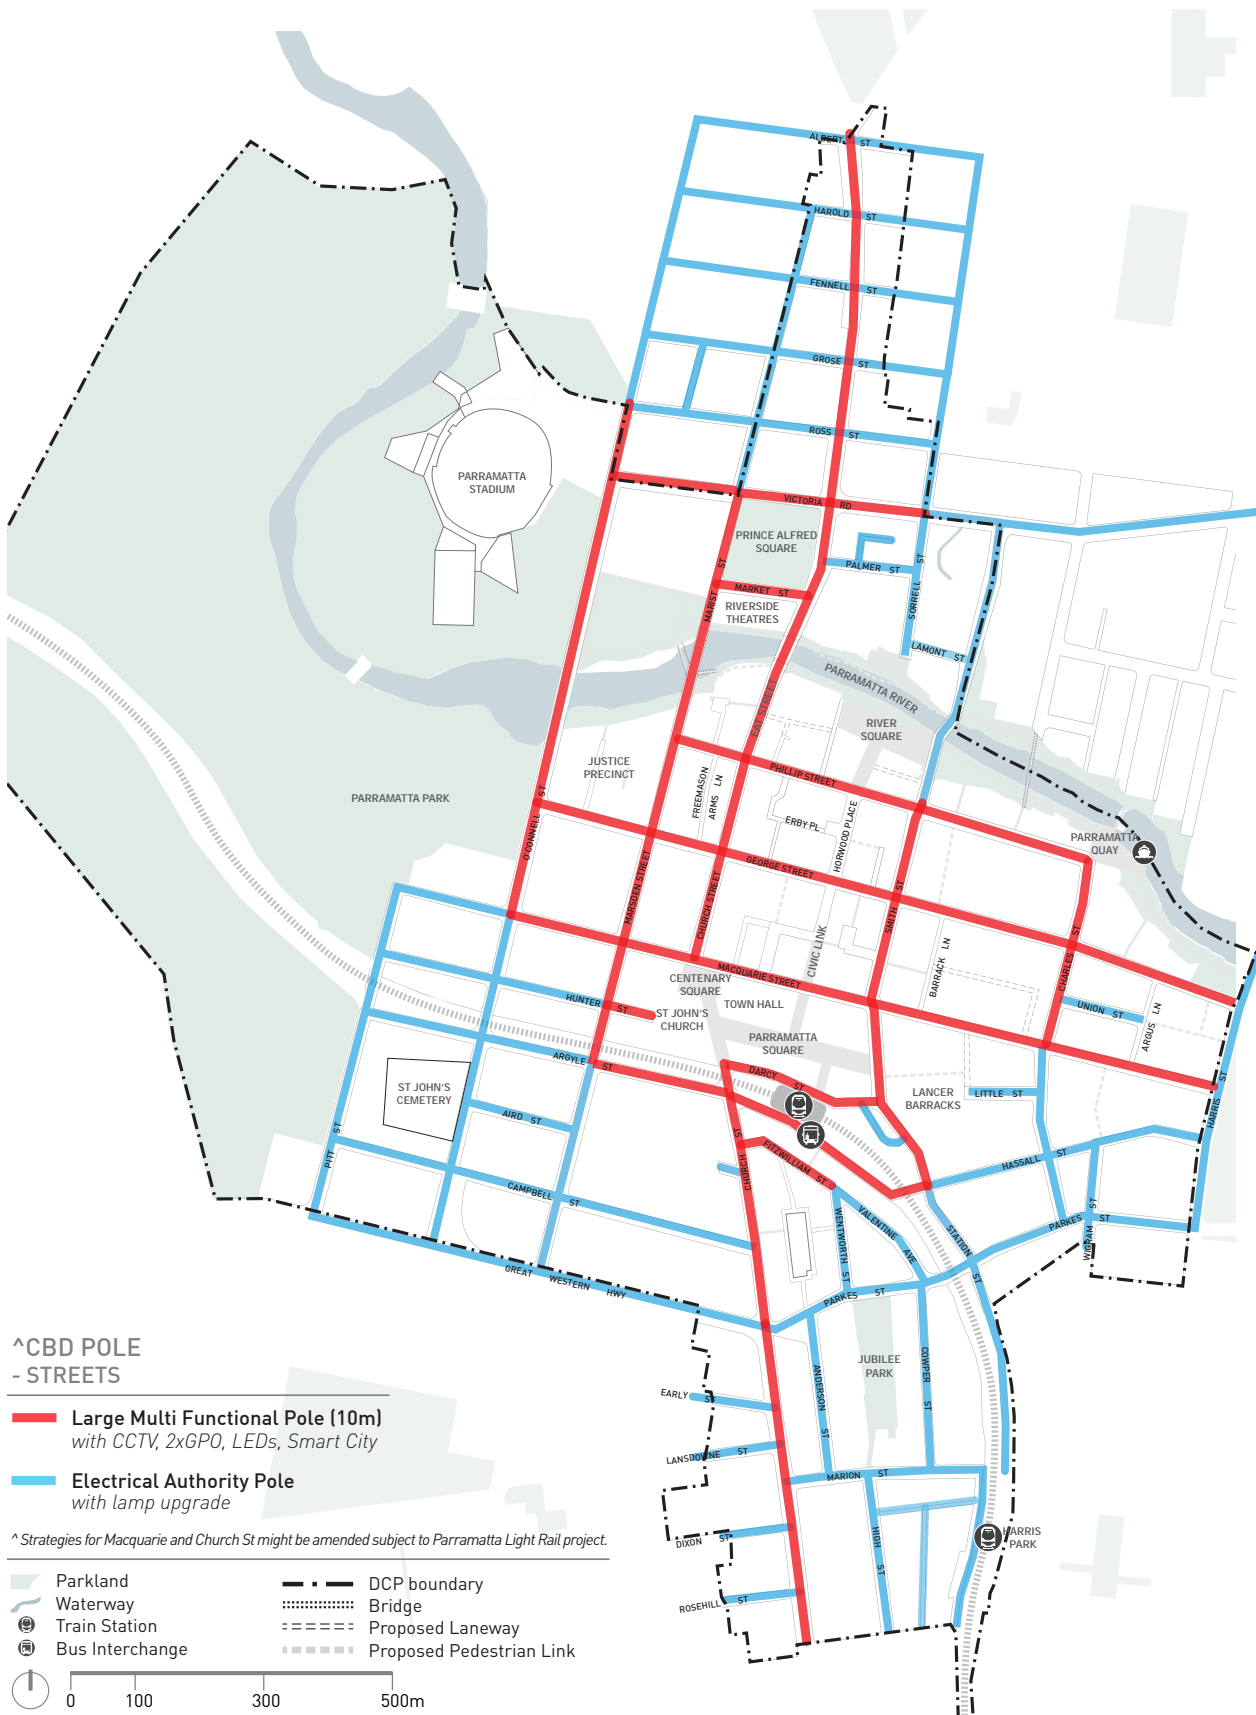 ALBERT ST
HAROLD ST
FENNELL ST
GROSE ST
ROSS ST
PARRAMATTA
STADIUM
VICTORIA RD
PRINCE ALFRED
SQUARE
PALMER ST
SORRELL ST
MARIST ST
MARKET ST
RIVERSIDE
THEATRES
LAMONT ST
PARRAMATTA RIVER
EAT STREET
RIVER
SQUARE
JUSTICE
PRECINCT
PHILLIP STREET
FREEMASON
ARMS LN
PARRAMATTA PARK
O'CONNELL ST
ERBY PL
HORWOOD PLACE
PARRAMATTA
QUAY
GEORGE STREET
MARSDEN STREET
CHURCH STREET
SMITH ST
CIVIC LINK
BARRACK LN
CHARLES ST
MACQUARIE STREET
CENTENARY
SQUARE
TOWN HALL
HUNTER ST
ST JOHN'S
CHURCH
UNION ST
ARGUS LN
PARRAMATTA
SQUARE
ARGYLE ST
DARCY ST
ST JOHN'S
CEMETERY
LANCER
BARRACKS
LITTLE ST
HARRIS ST
AIRD ST
PITT ST
CHURCH ST
FITZWILLIAM ST
HASSALL ST
CAMPBELL ST
WENTWORTH ST
VALENTINE AVE
STATION ST
PARKES ST
WIGRAM ST
GREAT WESTERN HWY
PARKES ST
JUBILEE
PARK
ANDERSON ST
COWPER ST
EARLY ST
LANSDOWNE ST
MARION ST
DIXON ST
HIGH ST
HARRIS
PARK
ROSEHILL ST
^CBD POLE
- STREETS
Large Multi Functional Pole (10m)
with CCTV, 2xGPO, LEDs, Smart City
Electrical Authority Pole
with lamp upgrade
^ Strategies for Macquarie and Church St might be amended subject to Parramatta Light Rail project.
Parkland
Waterway
Train Station
Bus Interchange
DCP boundary
Bridge
Proposed Laneway
Proposed Pedestrian Link
0 100 300 500m